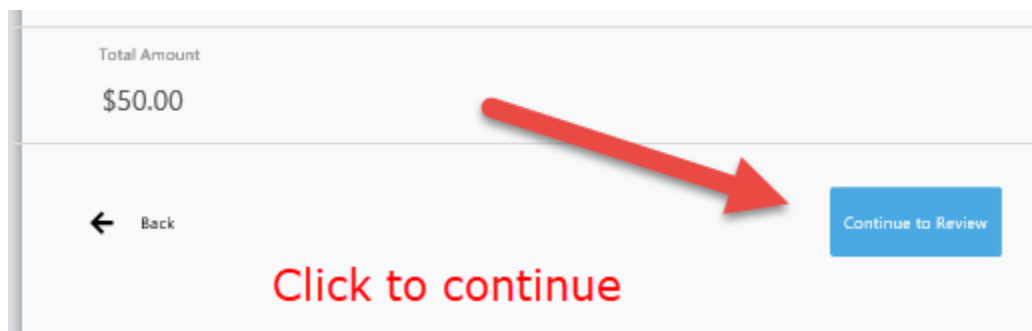 Total Amount
$50.00
Back
Continue to Review
Click to continue